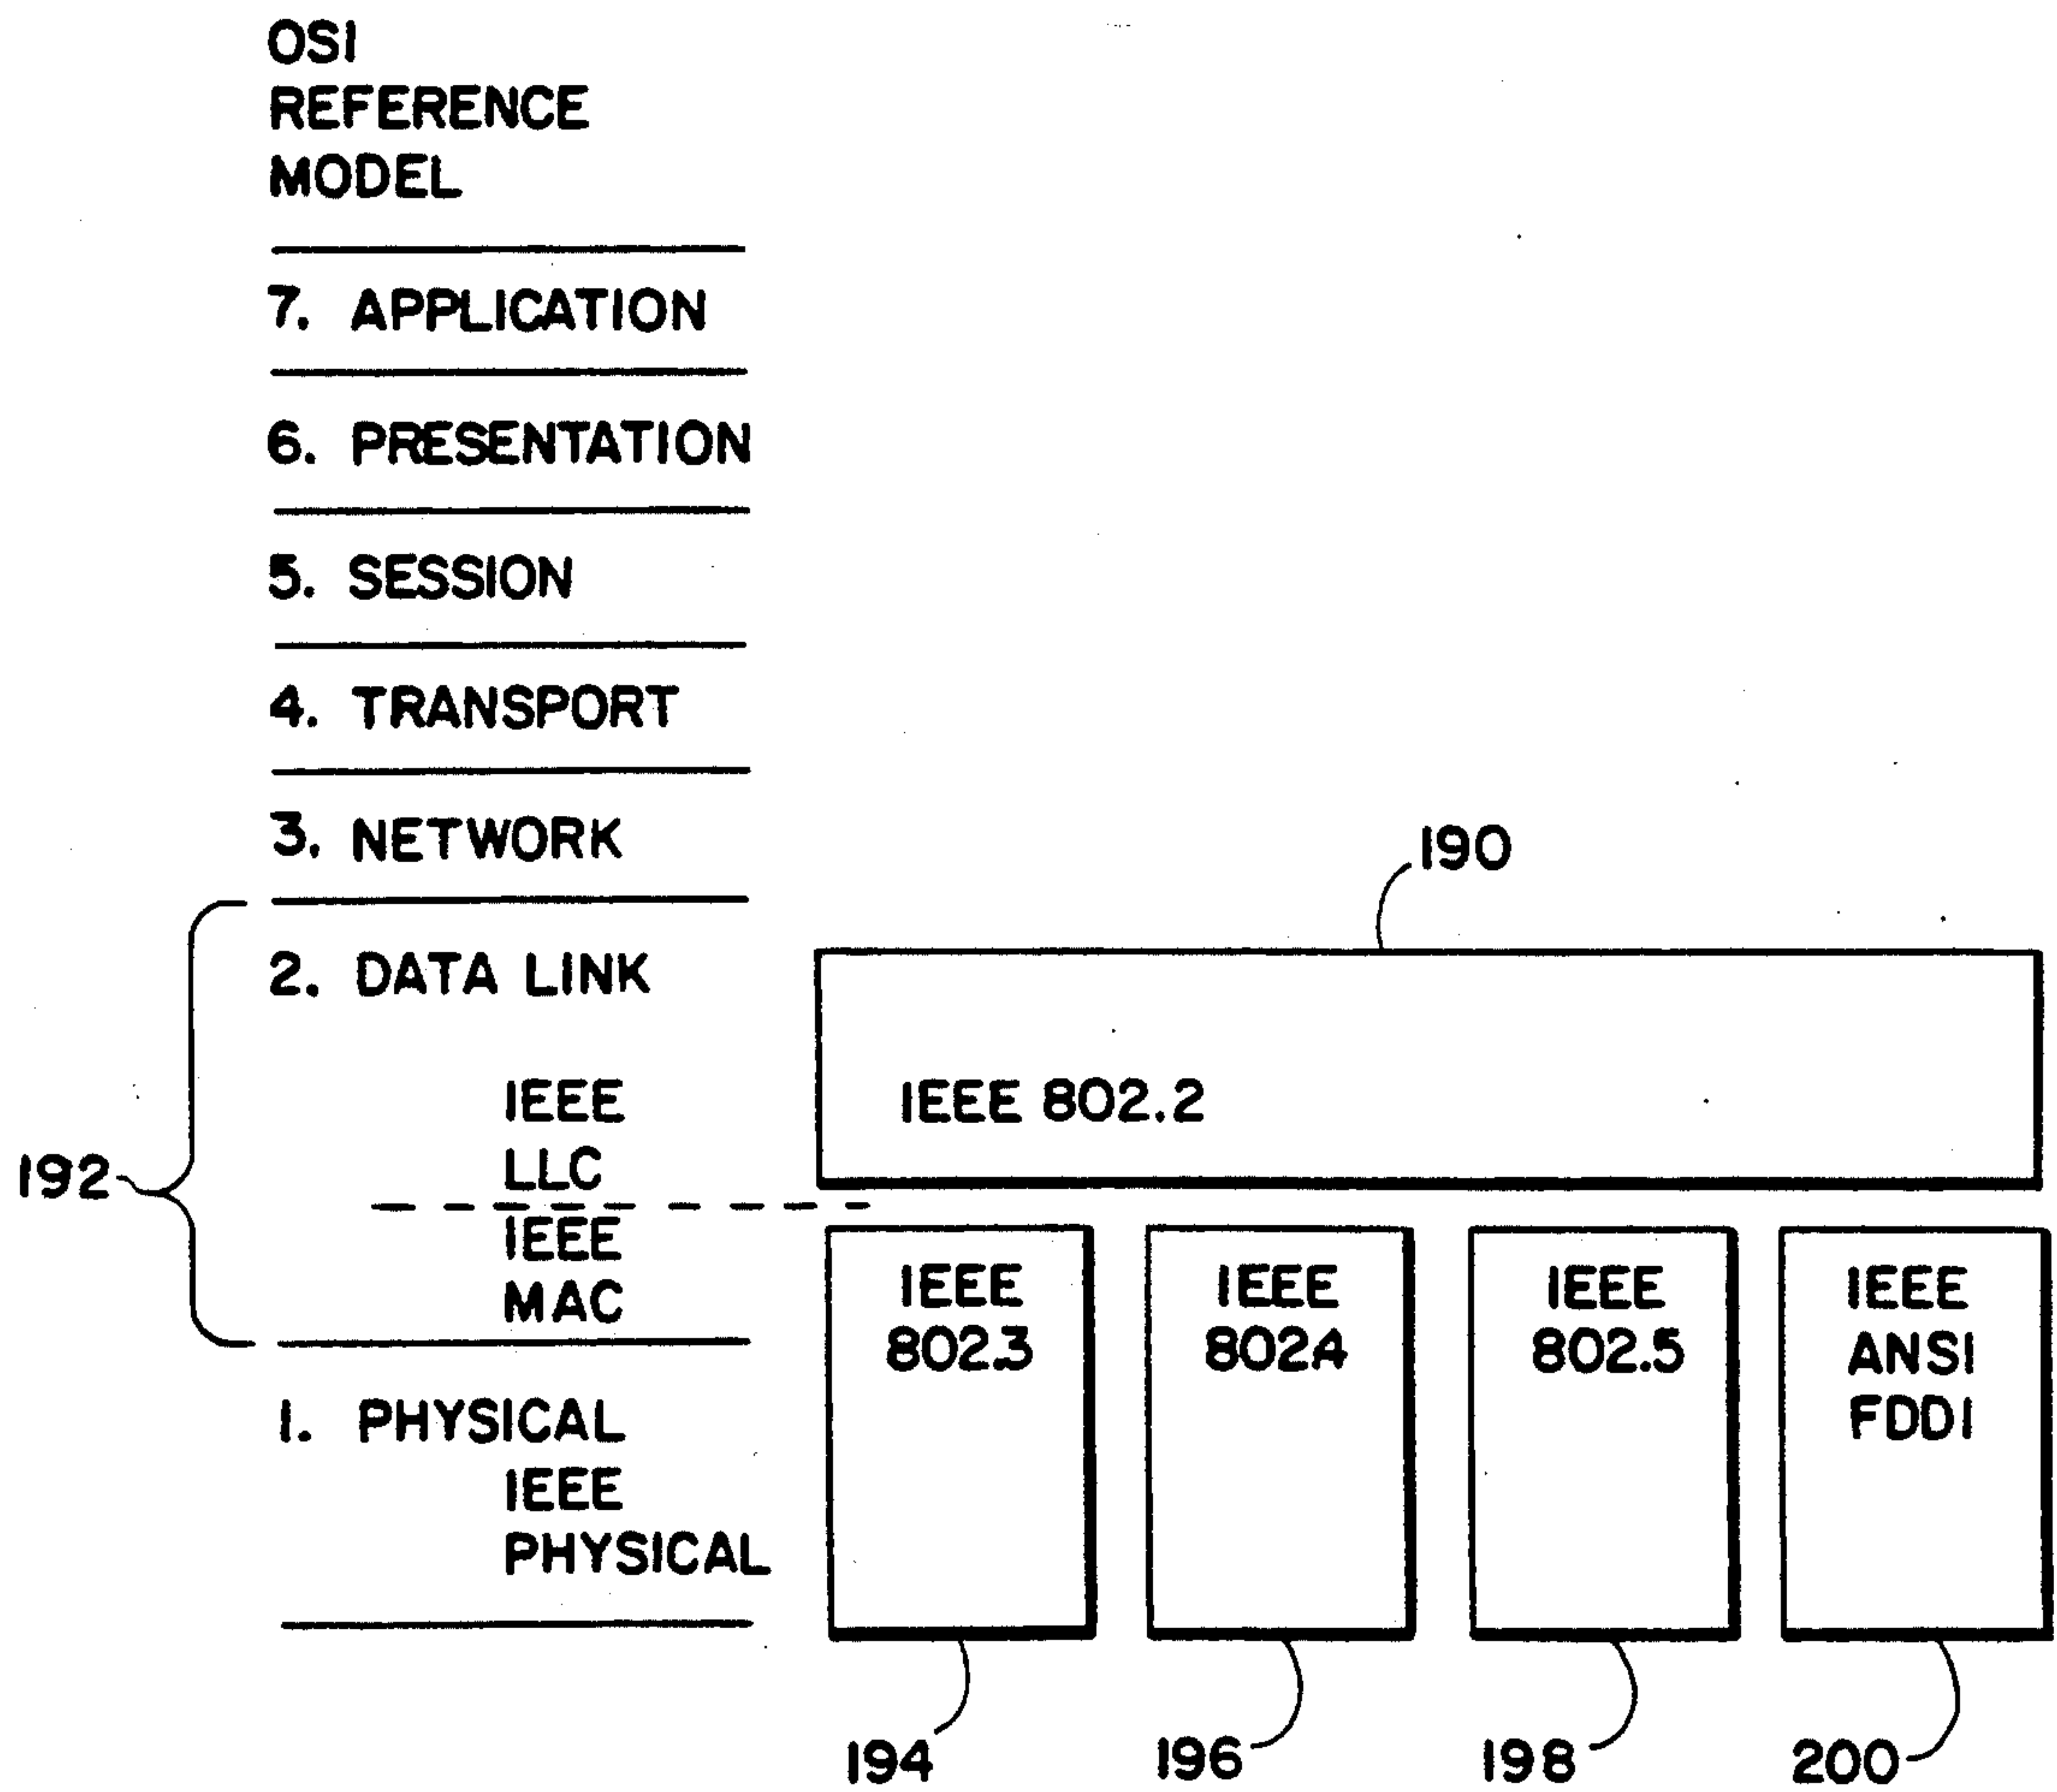 OSI
REFERENCE
MODEL
7. APPLICATION
6. PRESENTATION
5. SESSION
4. TRANSPORT
3. NETWORK
190
2. DATA LINK
IEEE
LLC
IEEE 802.2
192
IEEE
MAC
IEEE
802.3
IEEE
802.4
IEEE
802.5
IEEE
ANSI
FDDI
1. PHYSICAL
IEEE
PHYSICAL
194
196
198
200